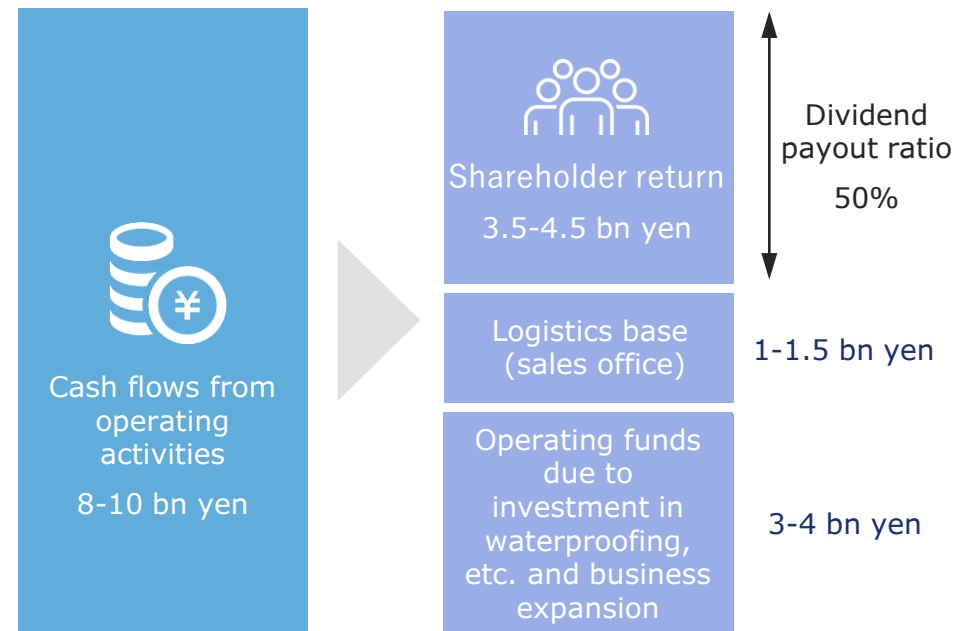 ¥
Cash flows from
operating
activities
8-10 bn yen
Shareholder return
3.5-4.5 bn yen
Dividend
payout ratio
50%
Logistics base
(sales office)
1-1.5 bn yen
Operating funds
due to
investment in
waterproofing,
etc. and business
expansion
3-4 bn yen